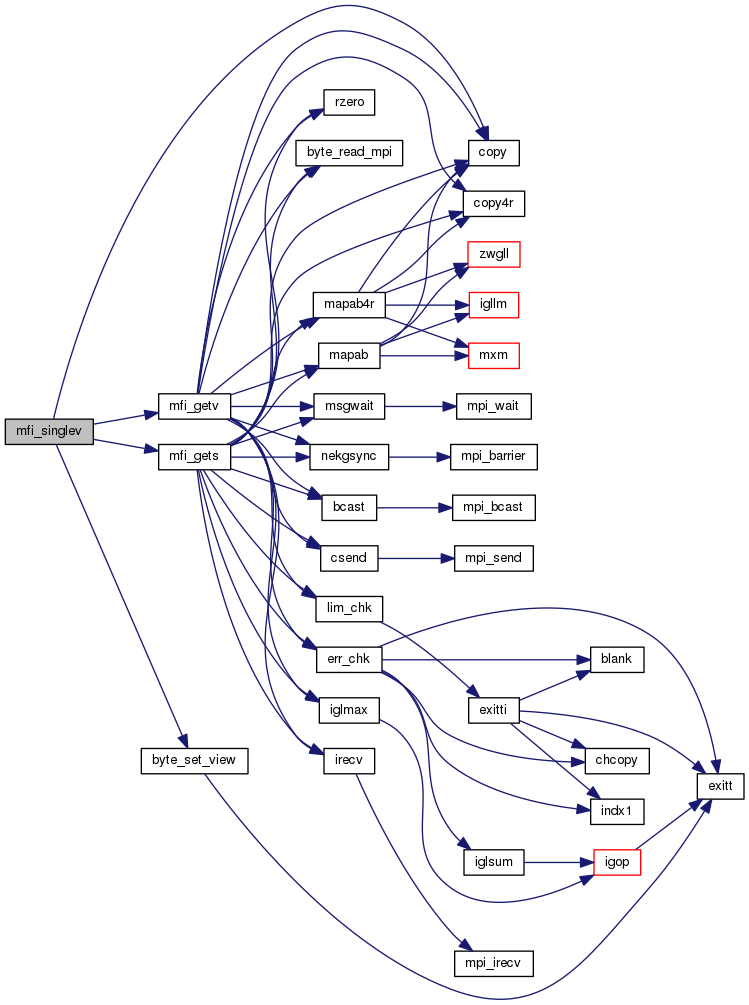 rzero
copy
byte_read_mpi
copy4r
zwgll
mapab4r
igllm
mapab
mxm
mfi_getv
msgwait
mpi_wait
mfi_singlev
mfi_gets
nekgsync
mpi_barrier
bcast
mpi_bcast
csend
mpi_send
lim_chk
err_chk
blank
iglmax
exitti
byte_set_view
irecv
chcopy
exitt
indx1
iglsum
igop
mpi_irecv